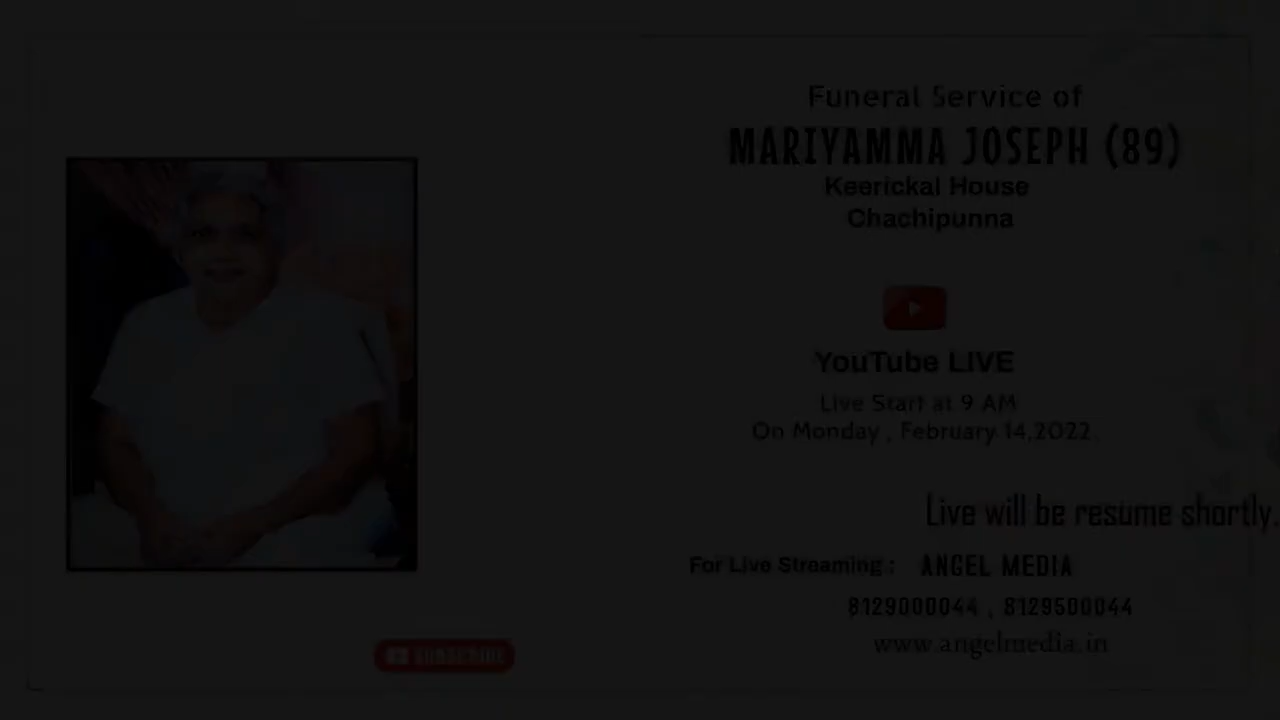 Funeral Service of
MARIYAMMA JOSEPH (89)
Keerickal House
Chachipunna
YouTube LIVE
Live Start at 9 AM
On Monday , February 14,2022
Live will be resume shortly.
For Live Streaming : ANGEL MEDIA
8129000044 , 8129500044
www.angelmedia.in
SUBSCRIBE